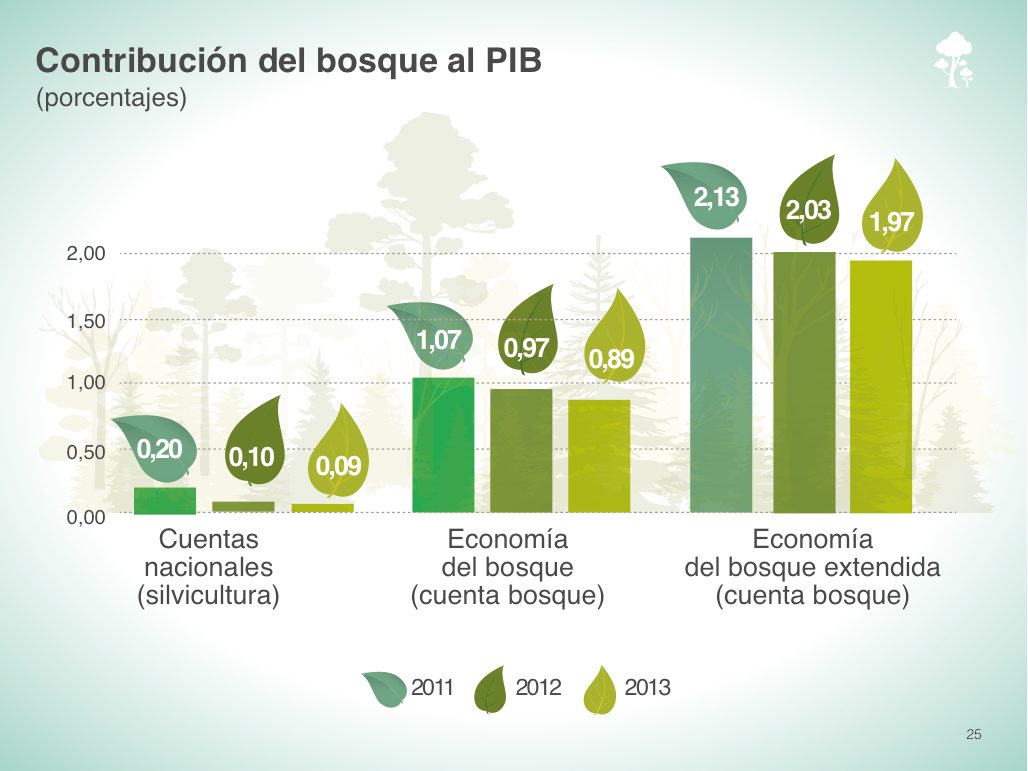 Contribución del bosque al PIB
(porcentajes)
2,13
2,03
1,97
2,00
1,50
1,07
0,97
0,89
1,00
0,50
0,20
0,10
0,09
0,00
Cuentas
nacionales
(silvicultura)
Economía
del bosque
(cuenta bosque)
Economía
del bosque extendida
(cuenta bosque)
2011
2012
2013
25